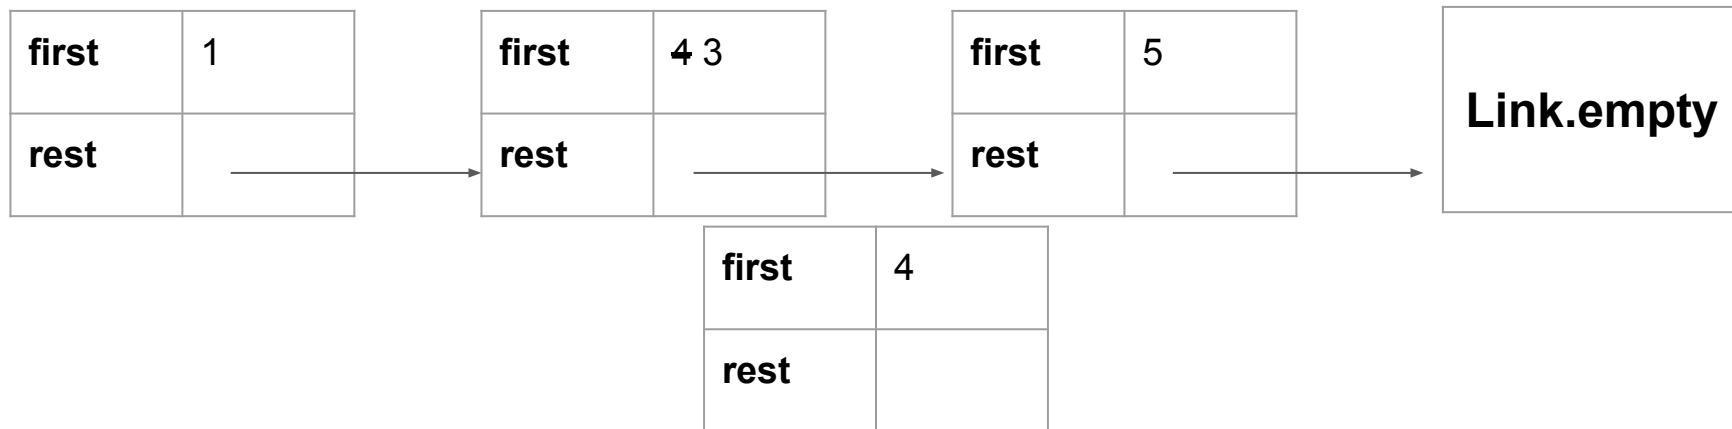 first 1 first 4 3 first 5
Link.empty
rest rest rest
first 4
rest